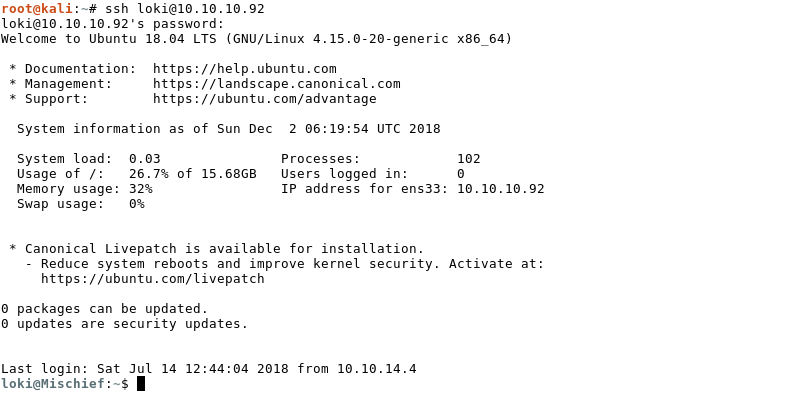 root@kali:~# ssh loki@10.10.10.92
loki@10.10.10.92's password:
Welcome to Ubuntu 18.04 LTS (GNU/Linux 4.15.0-20-generic x86_64)

 * Documentation:  https://help.ubuntu.com
 * Management:     https://landscape.canonical.com
 * Support:        https://ubuntu.com/advantage

  System information as of Sun Dec  2 06:19:54 UTC 2018

  System load:  0.03               Processes:            102
  Usage of /:   26.7% of 15.68GB   Users logged in:      0
  Memory usage: 32%                IP address for ens33: 10.10.10.92
  Swap usage:   0%


 * Canonical Livepatch is available for installation.
   - Reduce system reboots and improve kernel security. Activate at:
     https://ubuntu.com/livepatch

0 packages can be updated.
0 updates are security updates.


Last login: Sat Jul 14 12:44:04 2018 from 10.10.14.4
loki@Mischief:~$